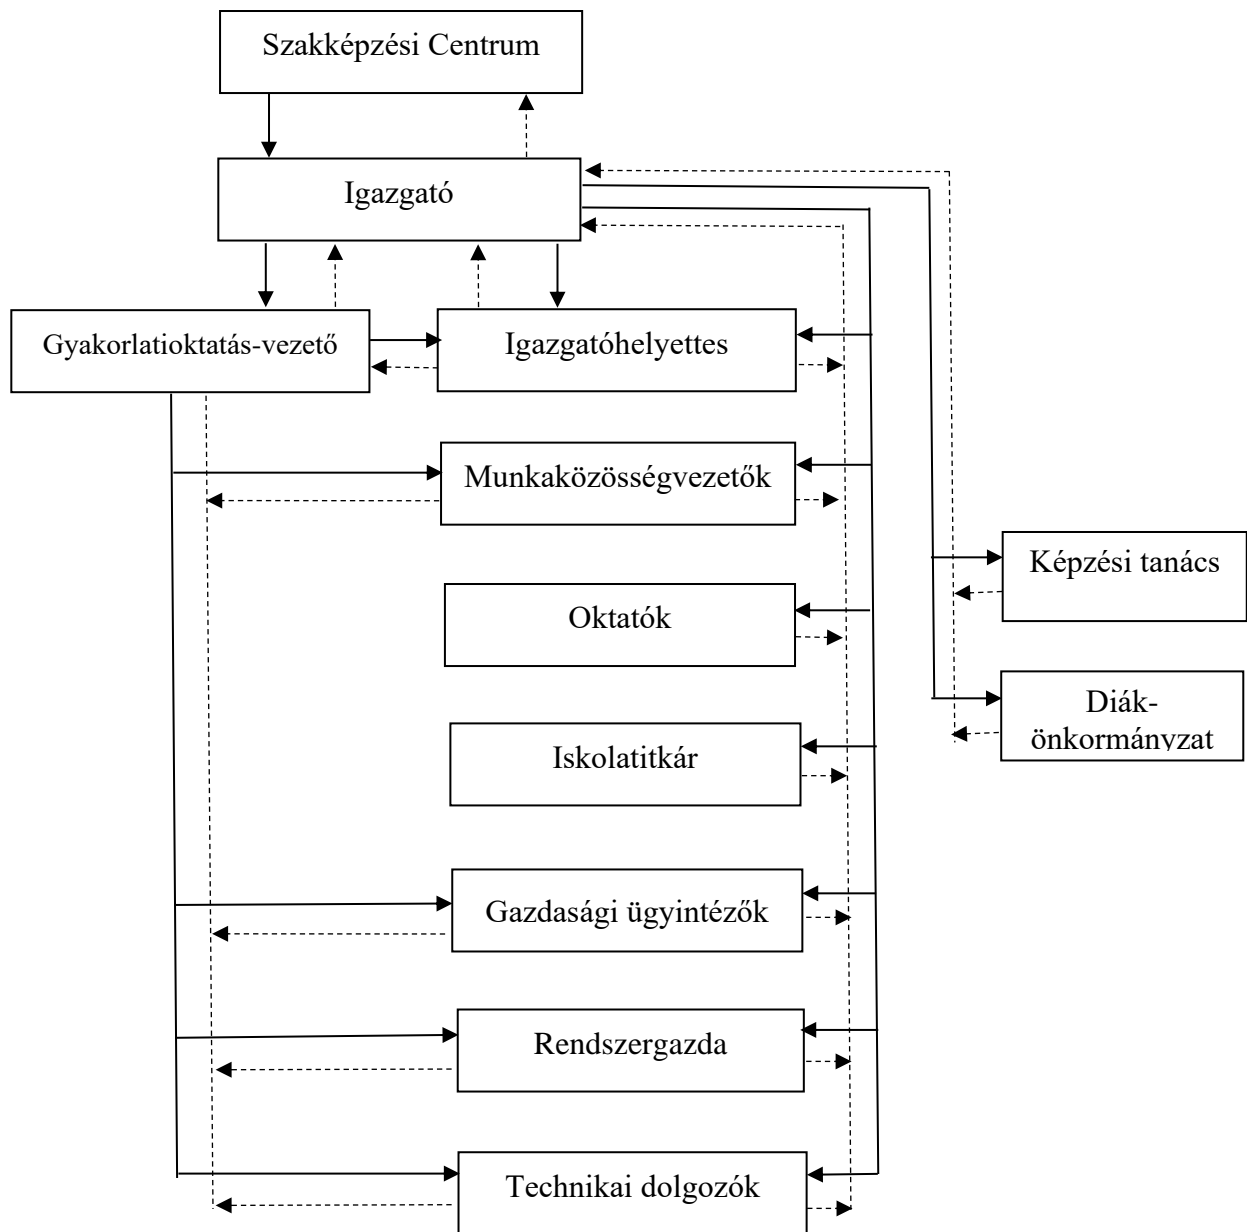 Szakképzési Centrum
Igazgató
Gyakorlatioktatás-vezető
Igazgatóhelyettes
Munkaközösségvezetők
Képzési tanács
Oktatók
Diák-
önkormányzat
Iskolatitkár
Gazdasági ügyintézők
Rendszergazda
Technikai dolgozók